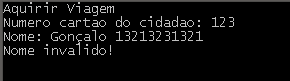 Aquirir Viagem
Numero cartao do cidadao: 123
Nome: Gonçalo 13213231321
Nome invalido!